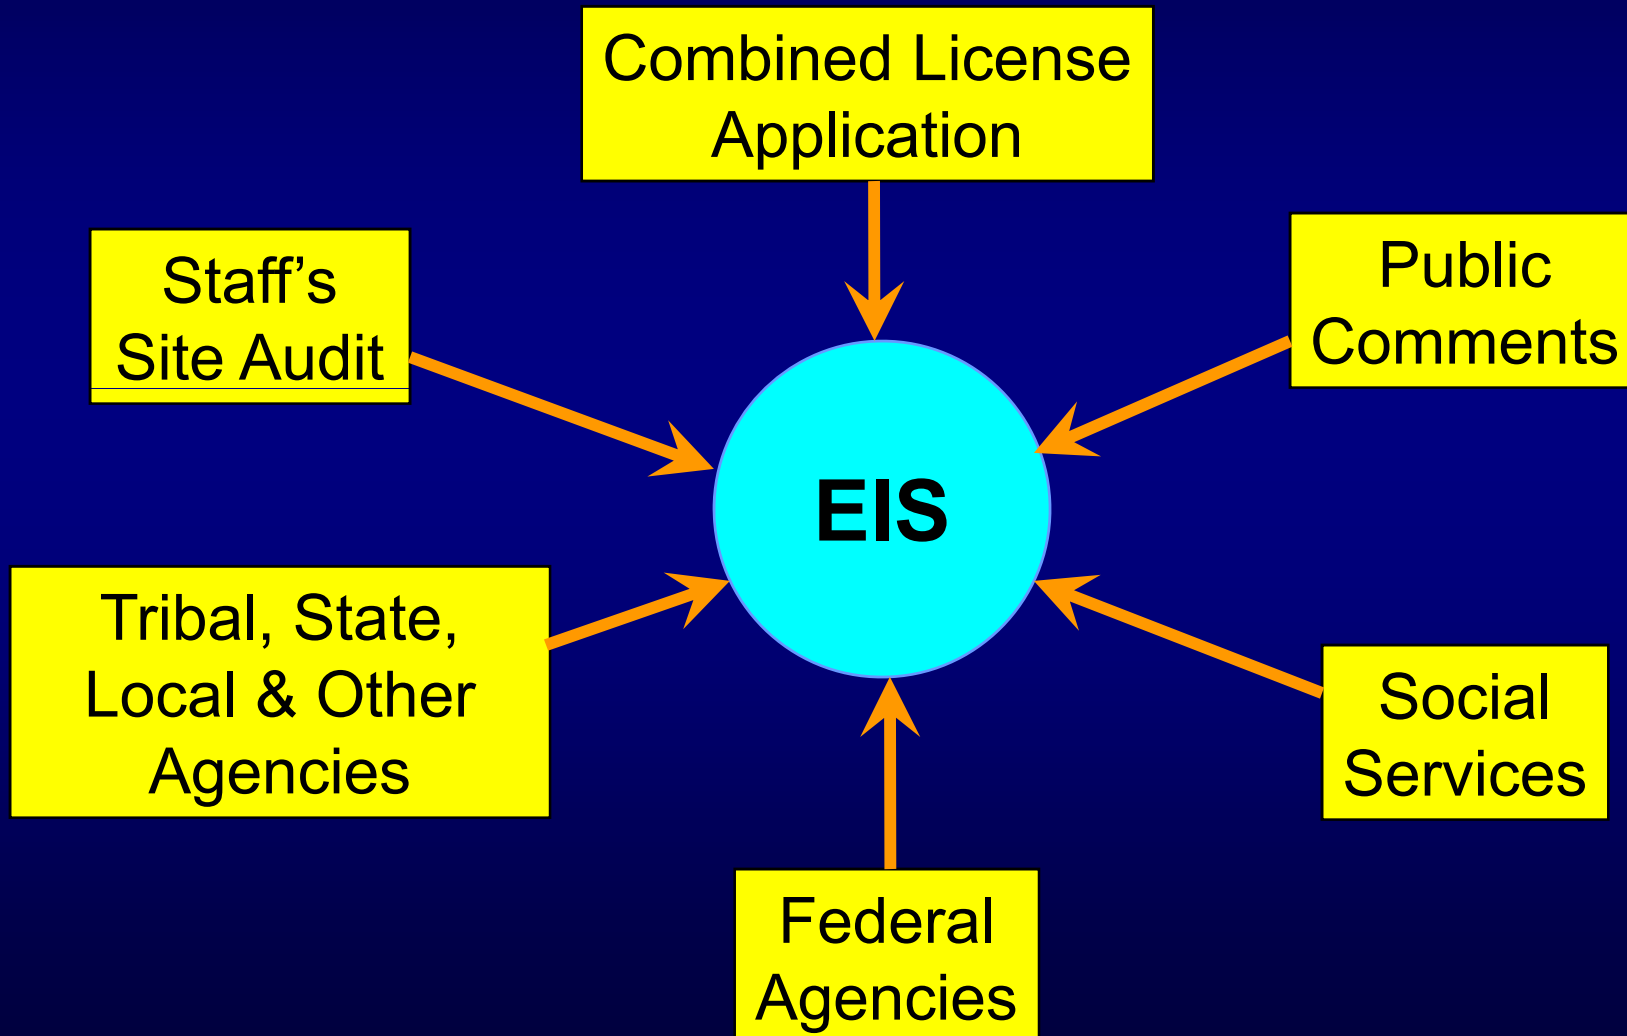 Combined License
Application
Staff’s
Site Audit
Public
Comments
EIS
Tribal, State,
Local & Other
Agencies
Social
Services
Federal
Agencies